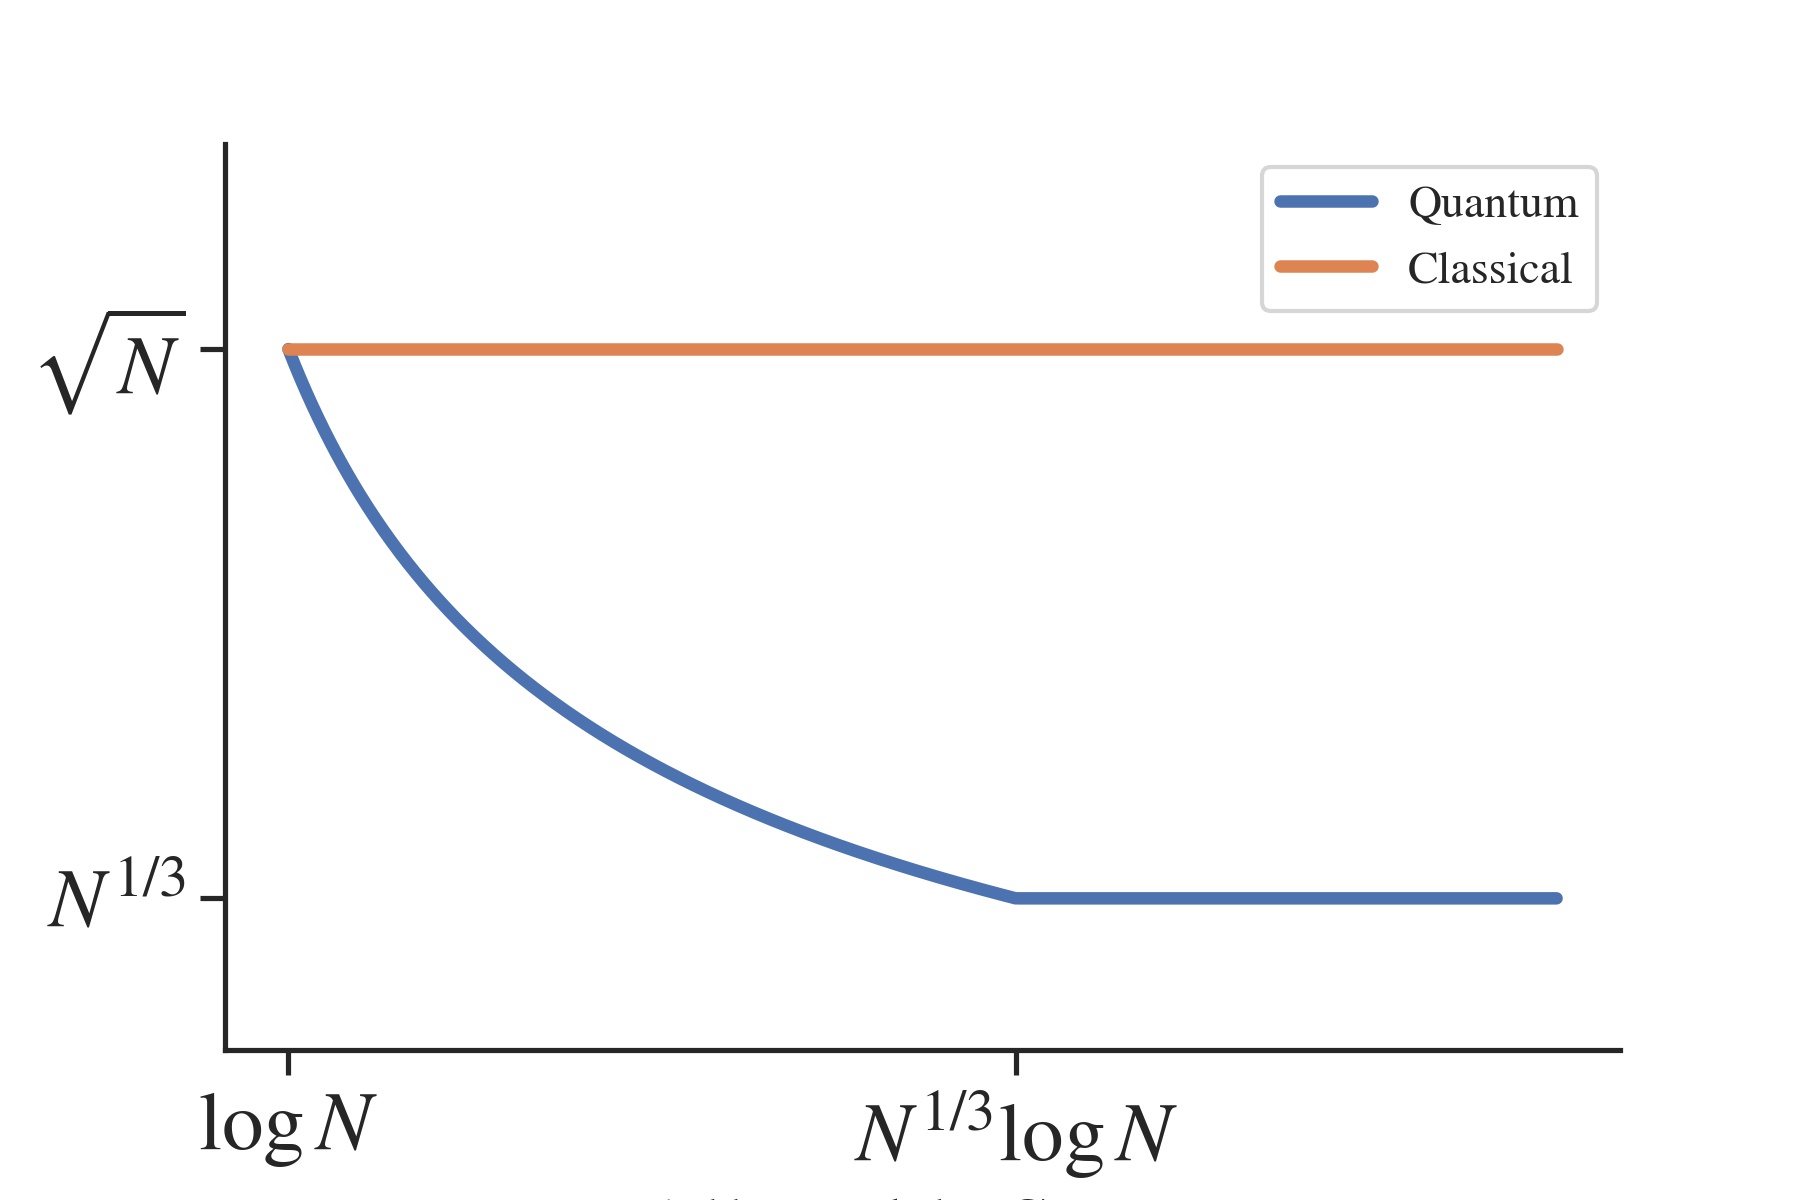 Quantum
Classical
√N
N^{1/3}
log N
N^{1/3} log N